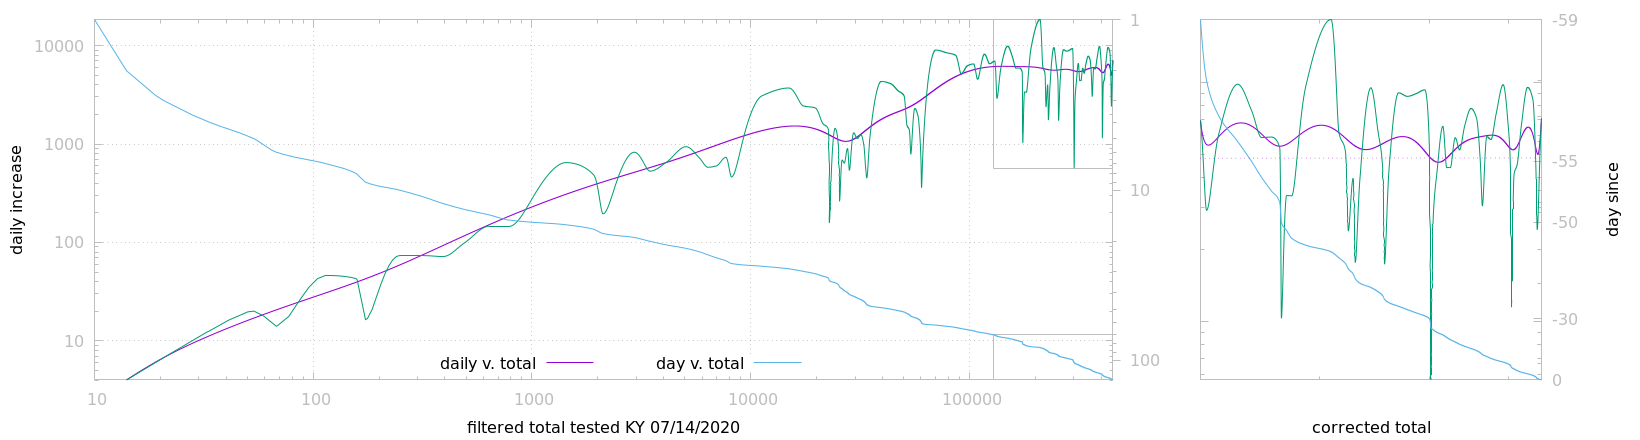 10000
1000
100
10
daily increase
10
100
1000
10000
100000
filtered total tested KY 07/14/2020
daily v. total
day v. total
1
10
100
-59
-55
-50
-30
0
day since
corrected total